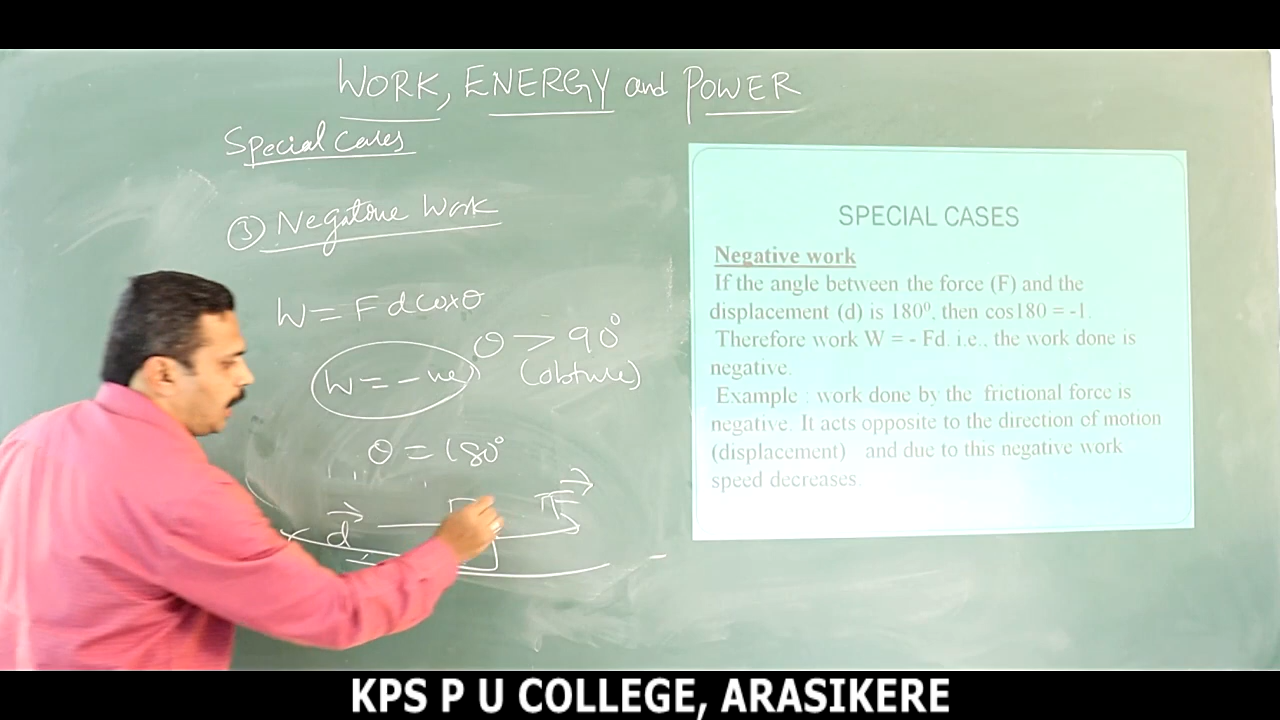 WORK, ENERGY and POWER
Special Cases
③ Negative Work
W = F d cosθ
θ > 90°
W = -ve
(obtuse)
θ = 180°
d
F
SPECIAL CASES
Negative work
If the angle between the force (F) and the
displacement (d) is 180⁰, then cos180 = -1.
Therefore work W = - Fd. i.e., the work done is
negative.
Example : work done by the frictional force is
negative. It acts opposite to the direction of motion
(displacement) and due to this negative work
speed decreases.
KPS P U COLLEGE, ARASIKERE